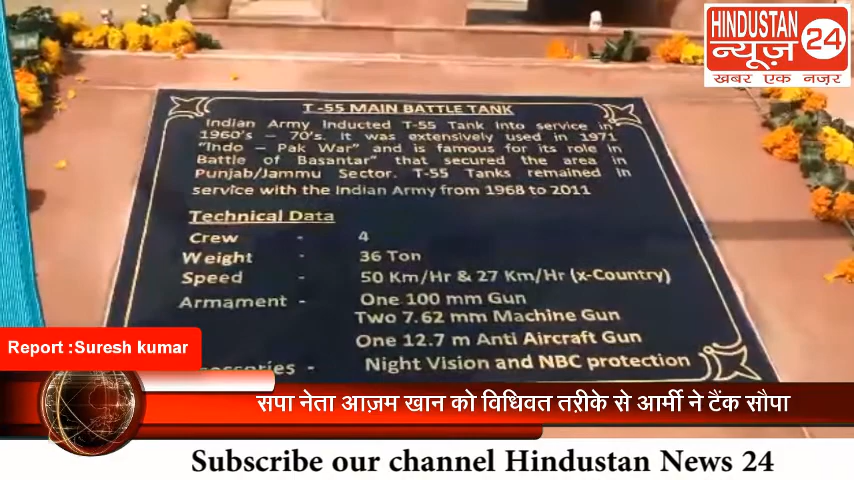 HINDUSTAN
न्यूज़ 24
खबर एक नज़र
T-55 MAIN BATTLE TANK
Indian Army Inducted T-55 Tank into service in
1960's – 70's. It was extensively used in 1971
"Indo – Pak War" and is famous for its role in
Battle of Basantar" that secured the area in
Punjab/Jammu Sector. T-55 Tanks remained in
service with the Indian Army from 1968 to 2011
Technical Data
Crew - 4
Weight - 36 Ton
Speed - 50 Km/Hr & 27 Km/Hr (x-Country)
Armament - One 100 mm Gun
Two 7.62 mm Machine Gun
One 12.7 m Anti Aircraft Gun
- Night Vision and NBC protection
Report :Suresh kumar
सपा नेता आज़म खान को विधिवत तऱीके से आर्मी ने टैंक सौपा
Subscribe our channel Hindustan News 24